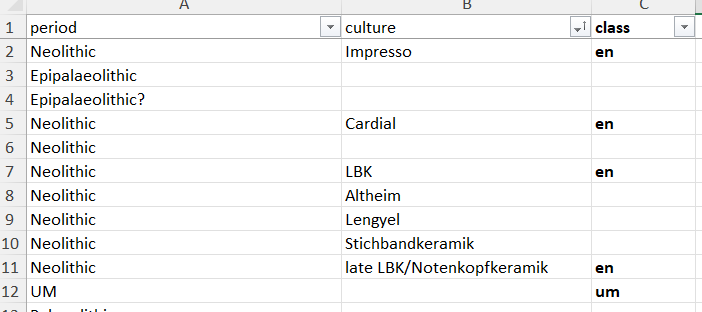 A B C
1 period culture class
2 Neolithic Impresso en
3 Epipalaeolithic
4 Epipalaeolithic?
5 Neolithic Cardial en
6 Neolithic
7 Neolithic LBK en
8 Neolithic Altheim
9 Neolithic Lengyel
10 Neolithic Stichbandkeramik
11 Neolithic late LBK/Notenkopfkeramik en
12 UM um